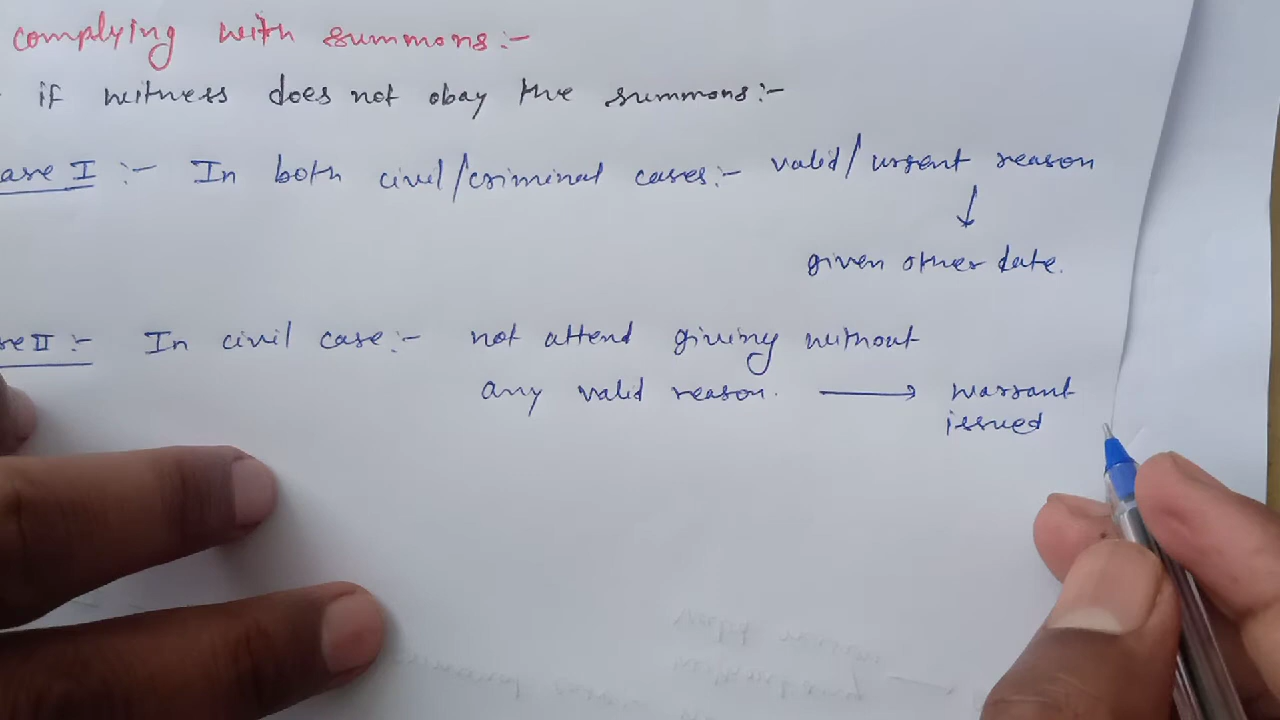 complying with summons:-
if witness does not obay the summons:-
ase I :- In both civil/criminal cases:- valid/urgent reason
↓
given other date.
se II :- In civil case:- not attend giving without
any valid reason. → warrant
issued